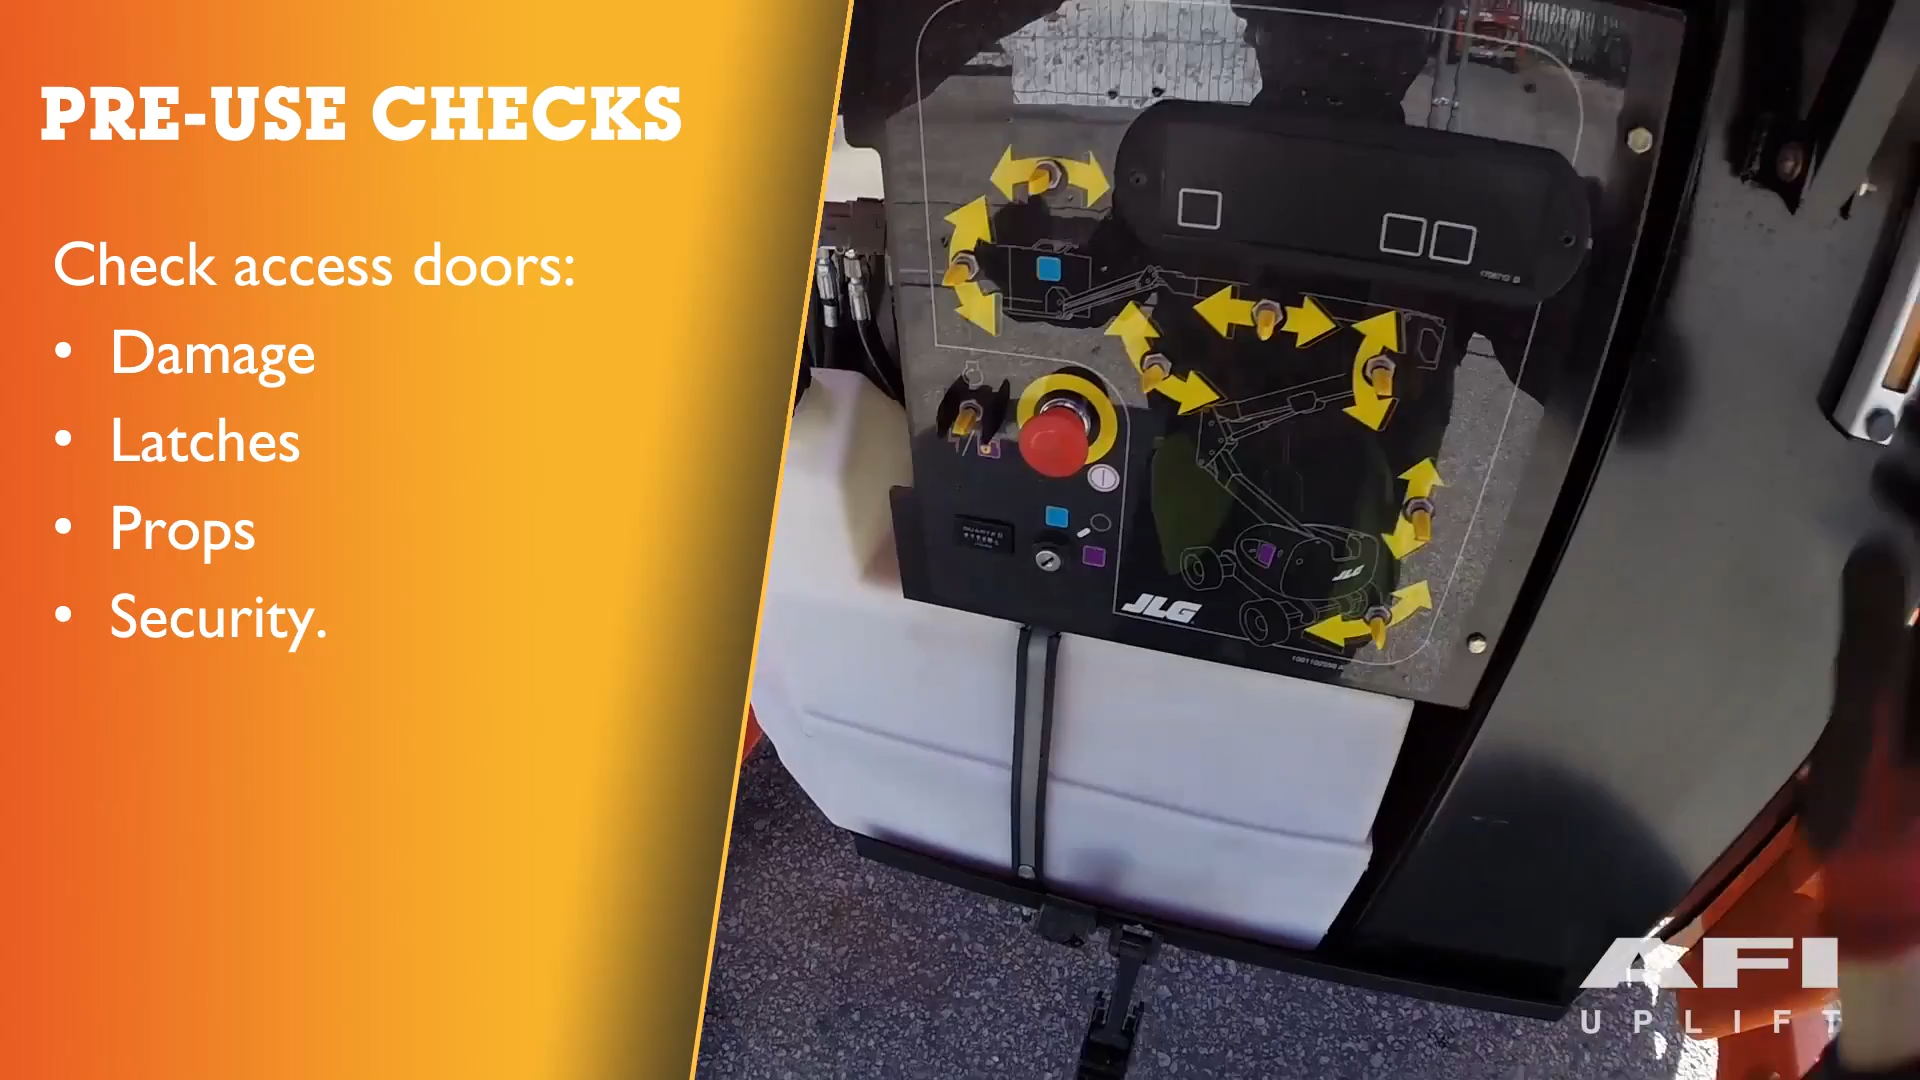 PRE-USE CHECKS
Check access doors:
• Damage
• Latches
• Props
• Security.
JLG
JLG
AFI
UPLIFT